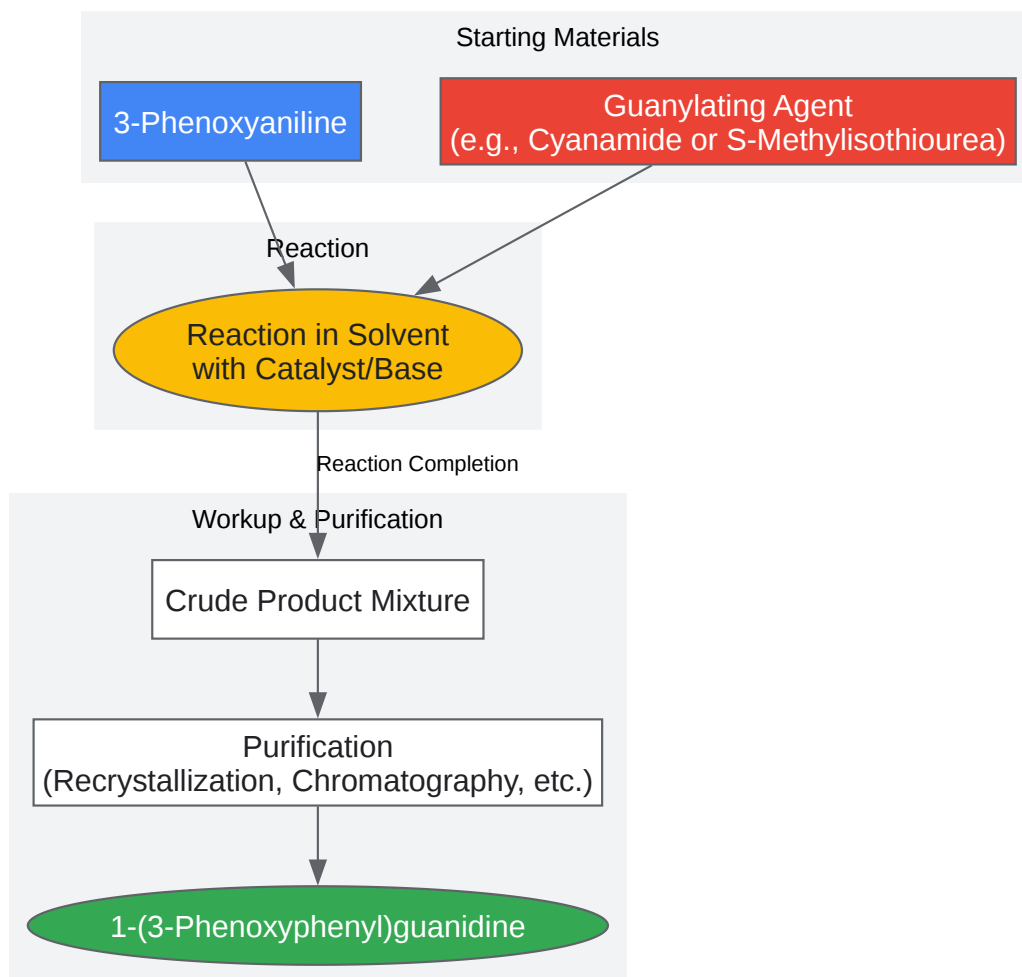 Starting Materials
3-Phenoxyaniline
Guanylating Agent
(e.g., Cyanamide or S-Methylisothiourea)
Reaction
Reaction in Solvent
with Catalyst/Base
Reaction Completion
Workup & Purification
Crude Product Mixture
Purification
(Recrystallization, Chromatography, etc.)
1-(3-Phenoxyphenyl)guanidine